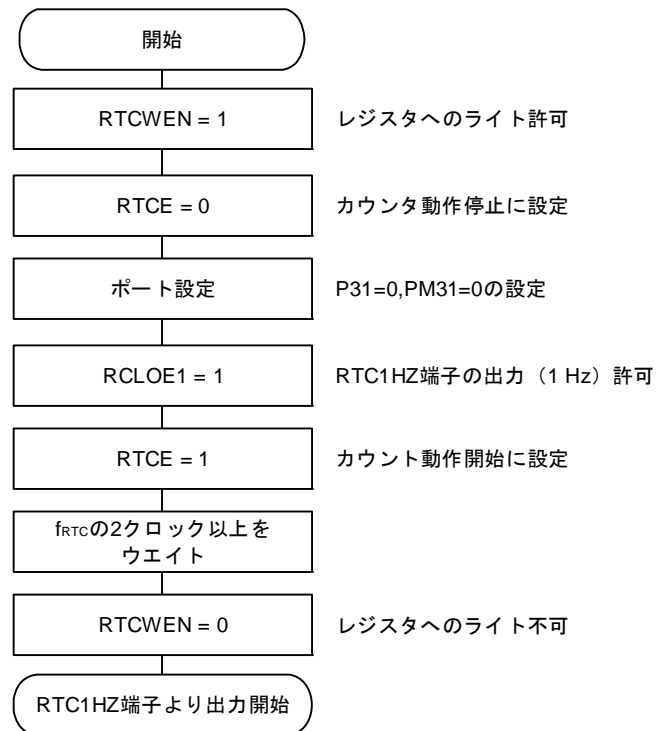 開始
RTCWEN = 1
レジスタへのライト許可
RTCE = 0
カウンタ動作停止に設定
ポート設定
P31=0,PM31=0の設定
RCLOE1 = 1
RTC1HZ端子の出力（1 Hz）許可
RTCE = 1
カウント動作開始に設定
fRTCの2クロック以上を
ウエイト
RTCWEN = 0
レジスタへのライト不可
RTC1HZ端子より出力開始